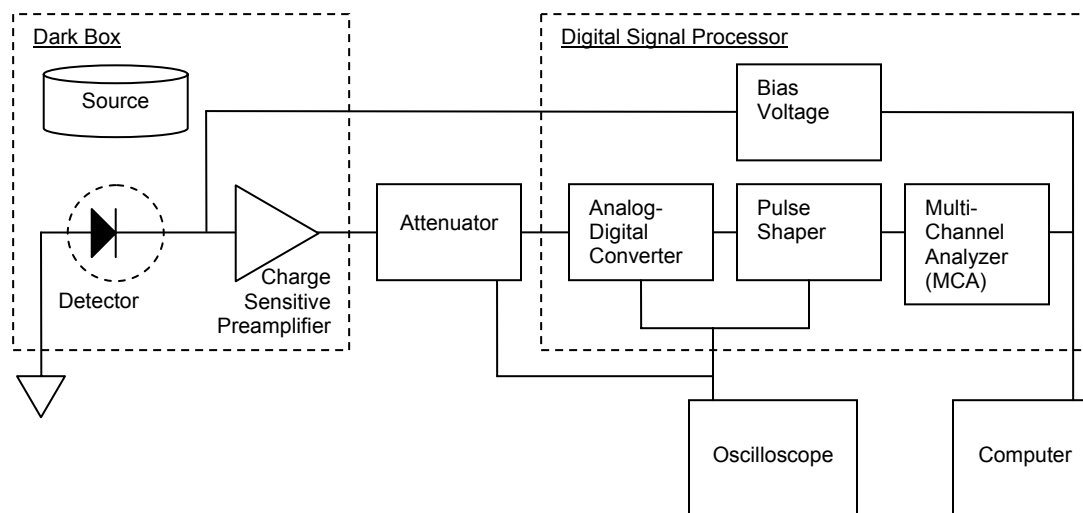 Dark Box
Source
Detector
Charge
Sensitive
Preamplifier
Attenuator
Digital Signal Processor
Bias
Voltage
Analog-
Digital
Converter
Pulse
Shaper
Multi-
Channel
Analyzer
(MCA)
Oscilloscope
Computer